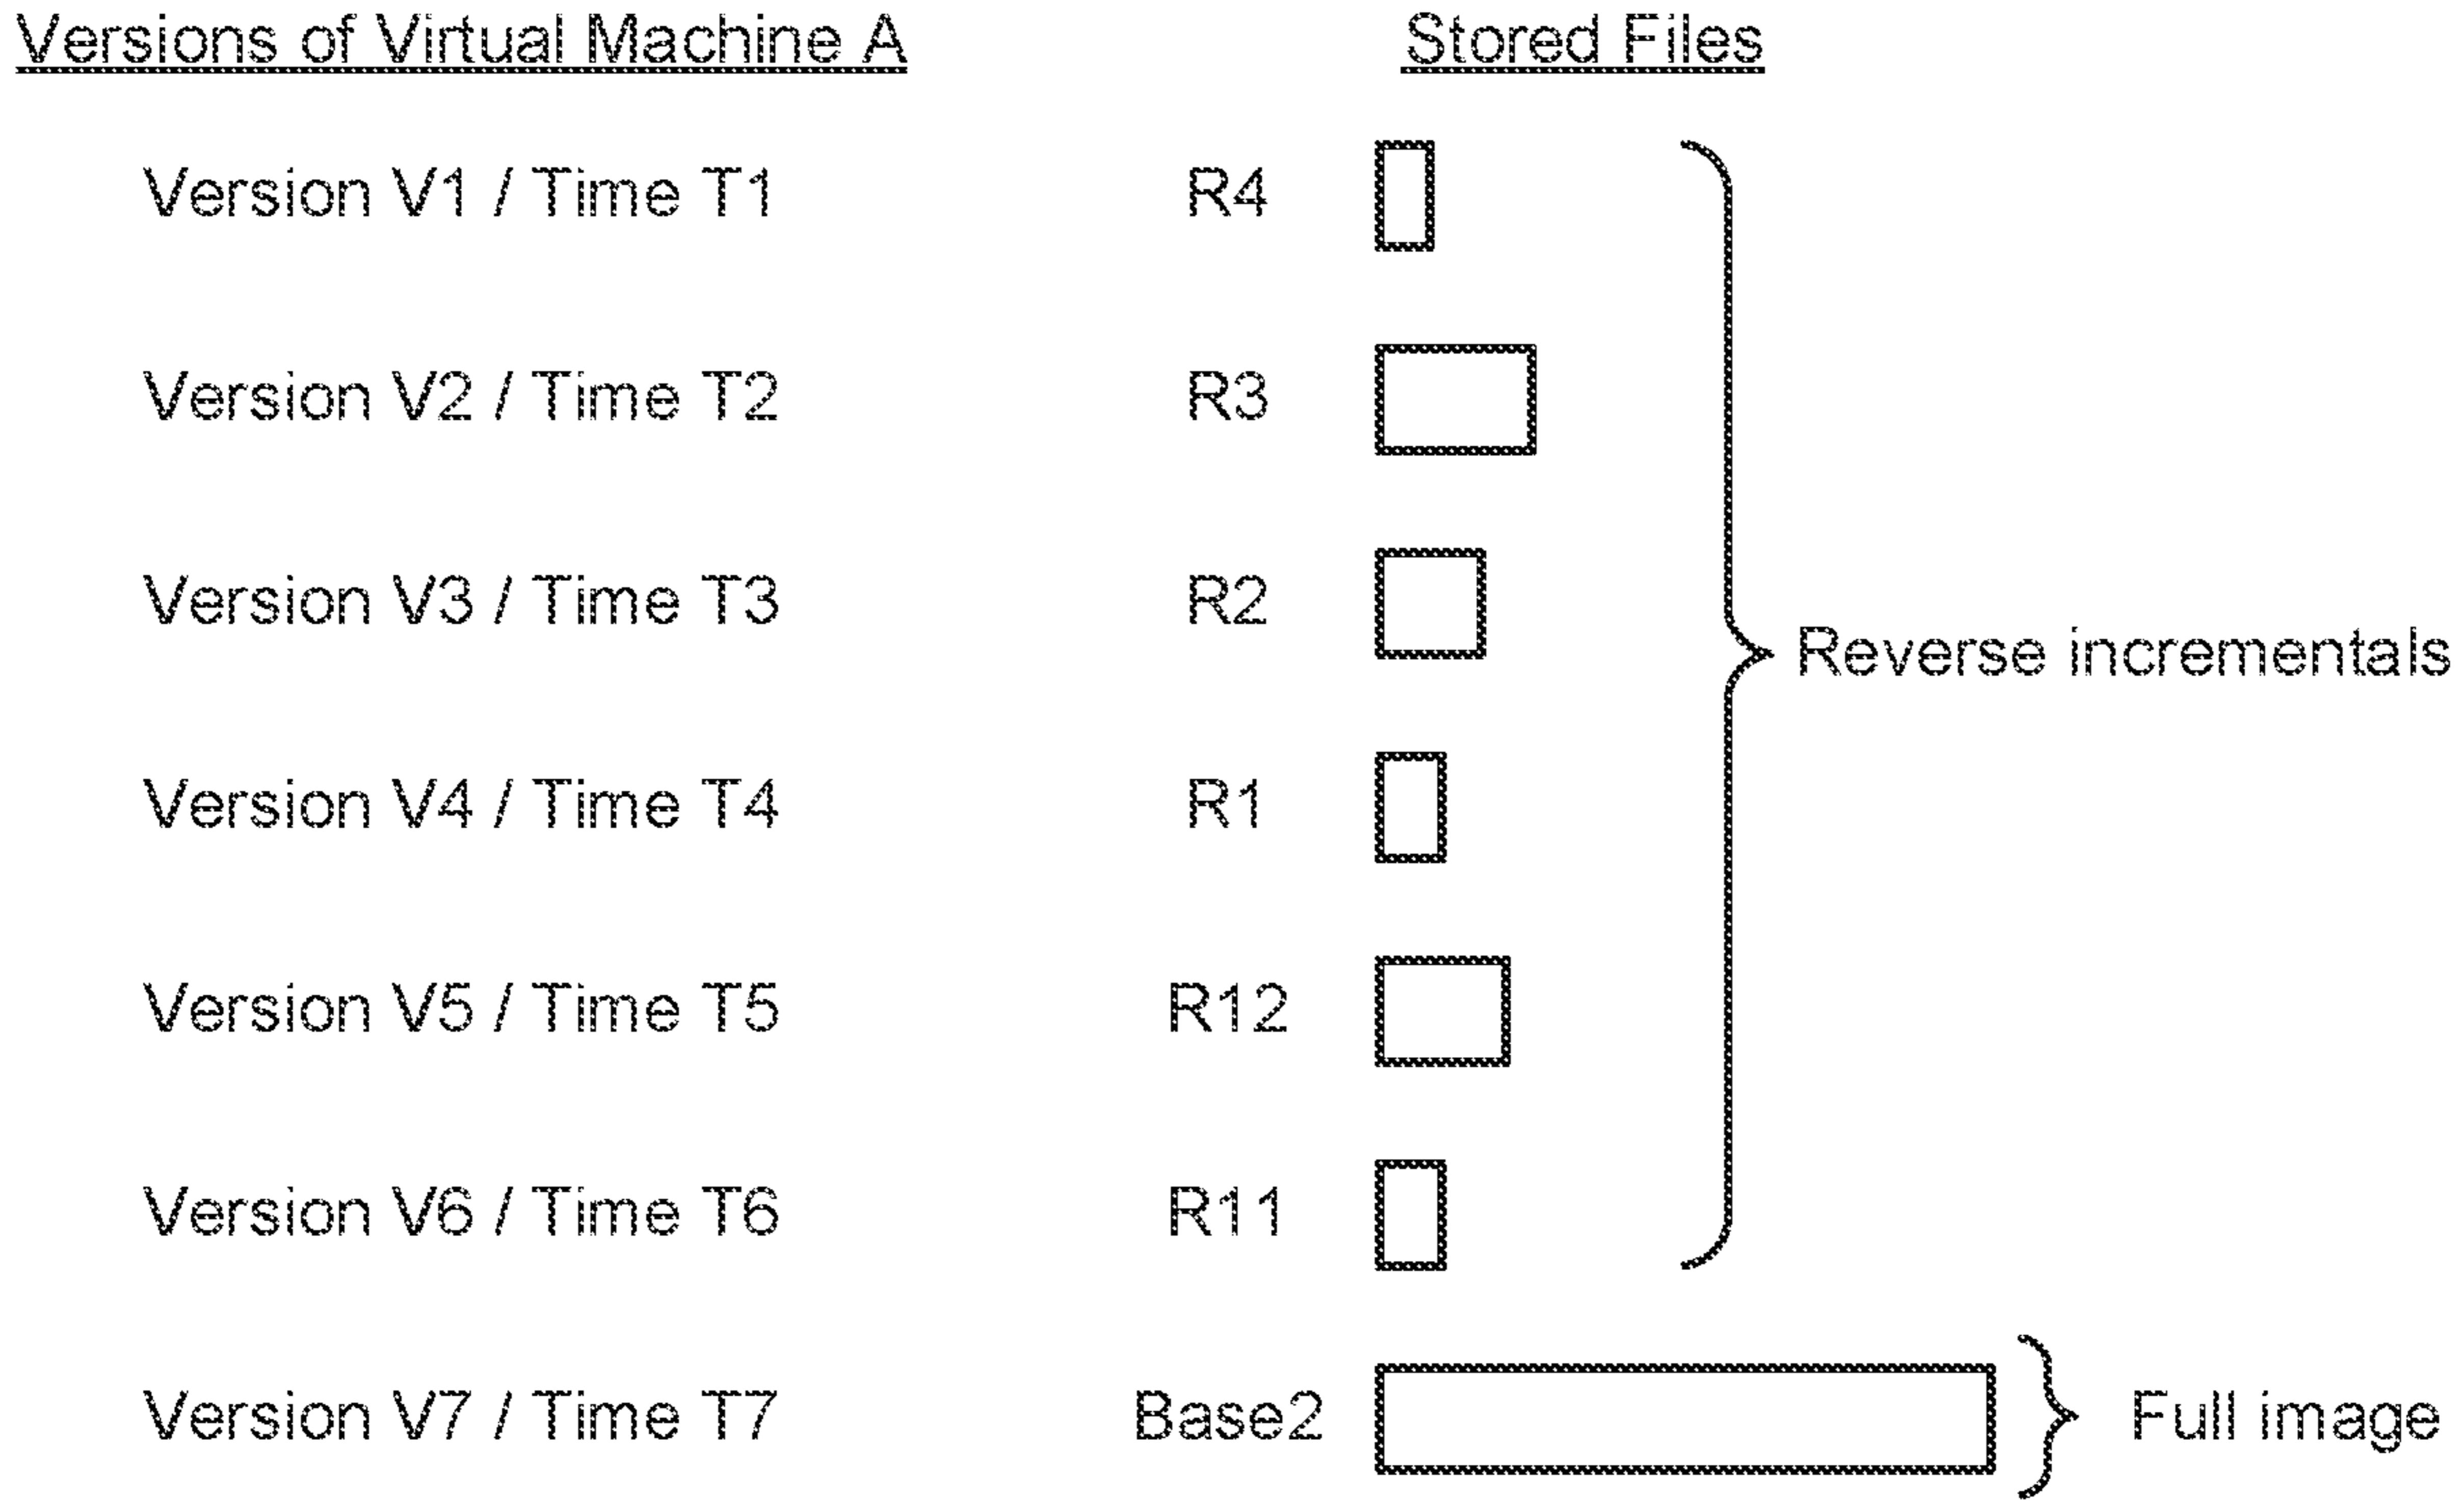 Versions of Virtual Machine A Stored Files
Version V1 / Time T1 R4
Version V2 / Time T2 R3
Version V3 / Time T3 R2
Reverse incrementals
Version V4 / Time T4 R1
Version V5 / Time T5 R12
Version V6 / Time T6 R11
Version V7 / Time T7 Base2 Full image